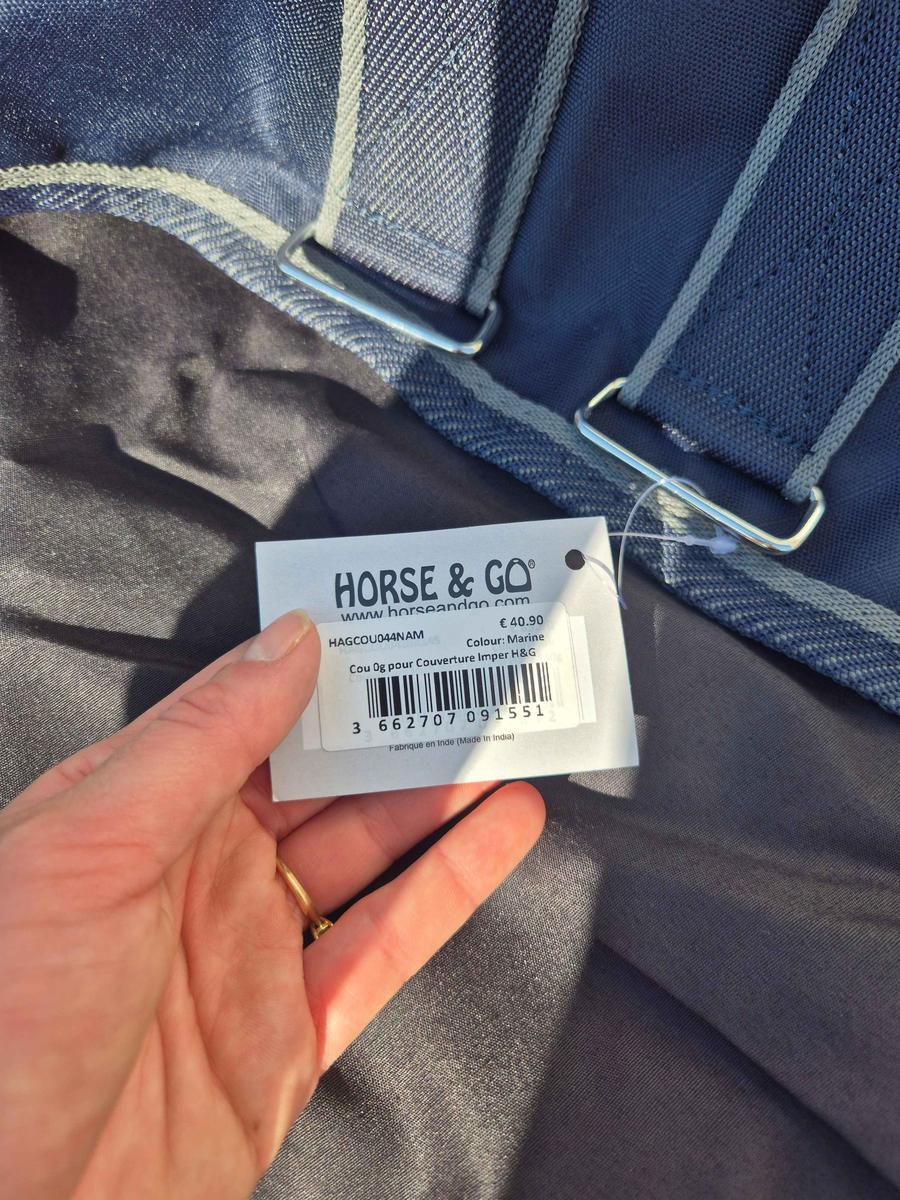 HORSE & GO®
www.horseandgo.com
€ 40.90
HAGCOU044NAM
Colour: Marine
Cou 0g pour Couverture Imper H&G
3 662707 091551
Fabriqué en Inde (Made In India)